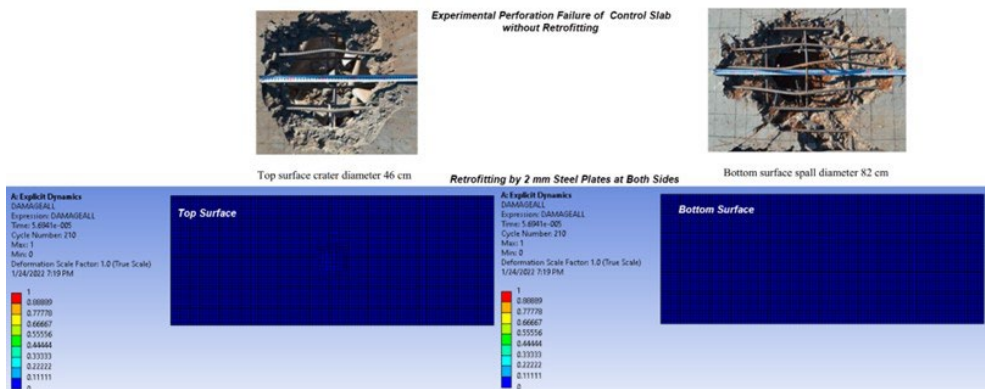 Experimental Perforation Failure of Control Slab
without Retrofitting
Top surface crater diameter 46 cm
Bottom surface spall diameter 82 cm
Retrofitting by 2 mm Steel Plates at Both Sides
A: Explicit Dynamics
DAMAGEALL
Expression: DAMAGEALL
Time: 5.6941e-005
Cycle Number: 210
Max: 1
Min: 0
Deformation Scale Factor: 1.0 (True Scale)
1/24/2022 7:19 PM
1
0.88889
0.77778
0.66667
0.55556
0.44444
0.33333
0.22222
0.11111
0
Top Surface
A: Explicit Dynamics
DAMAGEALL
Expression: DAMAGEALL
Time: 5.6941e-005
Cycle Number: 210
Max: 1
Min: 0
Deformation Scale Factor: 1.0 (True Scale)
1/24/2022 7:19 PM
1
0.88889
0.77778
0.66667
0.55556
0.44444
0.33333
0.22222
0.11111
0
Bottom Surface